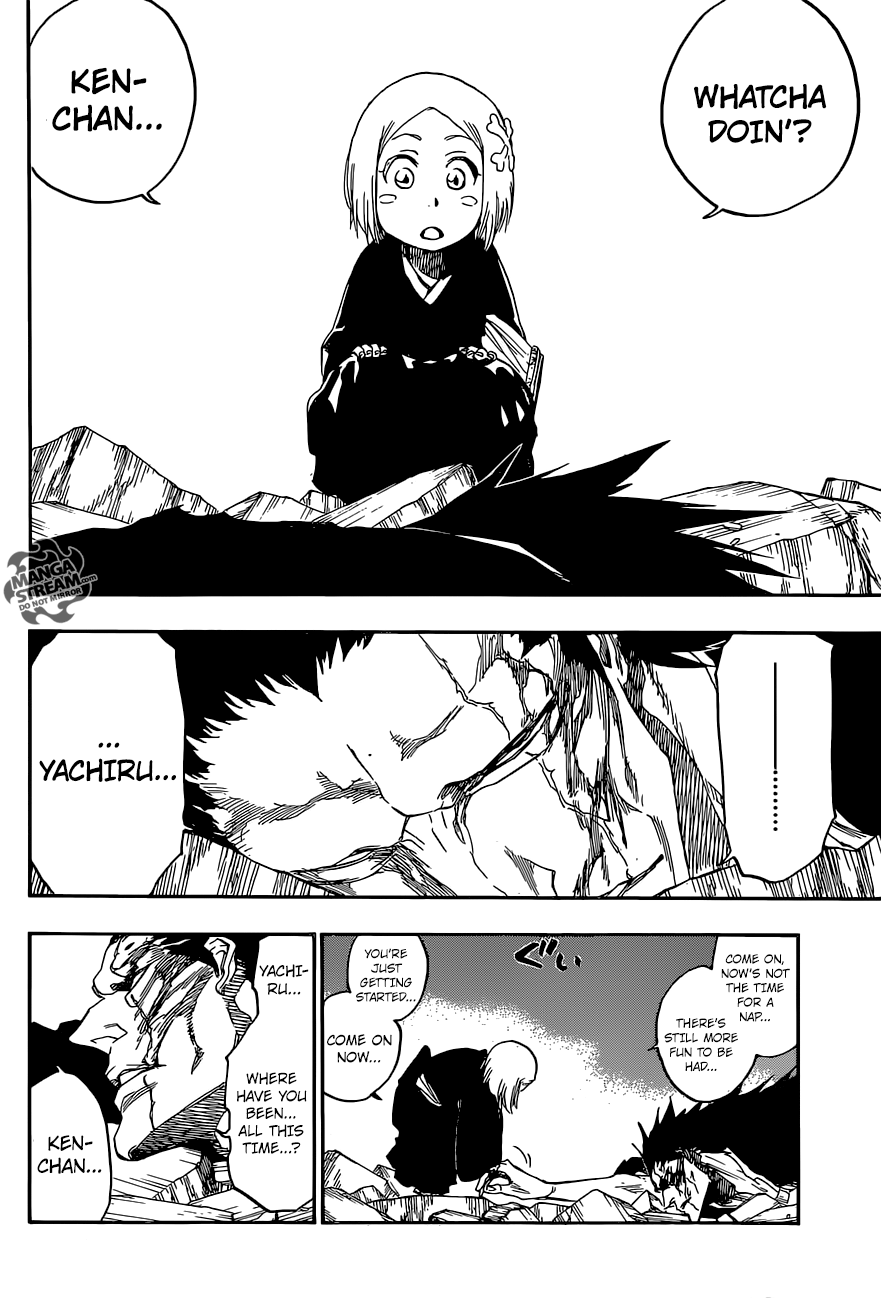 WHATCHA
DOIN'?
KEN-
CHAN...
MANGA
STREAM.com
DO NOT MIRROR
...
YACHIRU...
COME ON,
NOW'S NOT
THE TIME
FOR A
NAP...
THERE'S
STILL MORE
FUN TO BE
HAD...
ぐい
YOU'RE
JUST
GETTING
STARTED...
COME ON
NOW...
YACHI-
RU...
WHERE
HAVE YOU
BEEN...
ALL THIS
TIME...?
KEN-
CHAN...